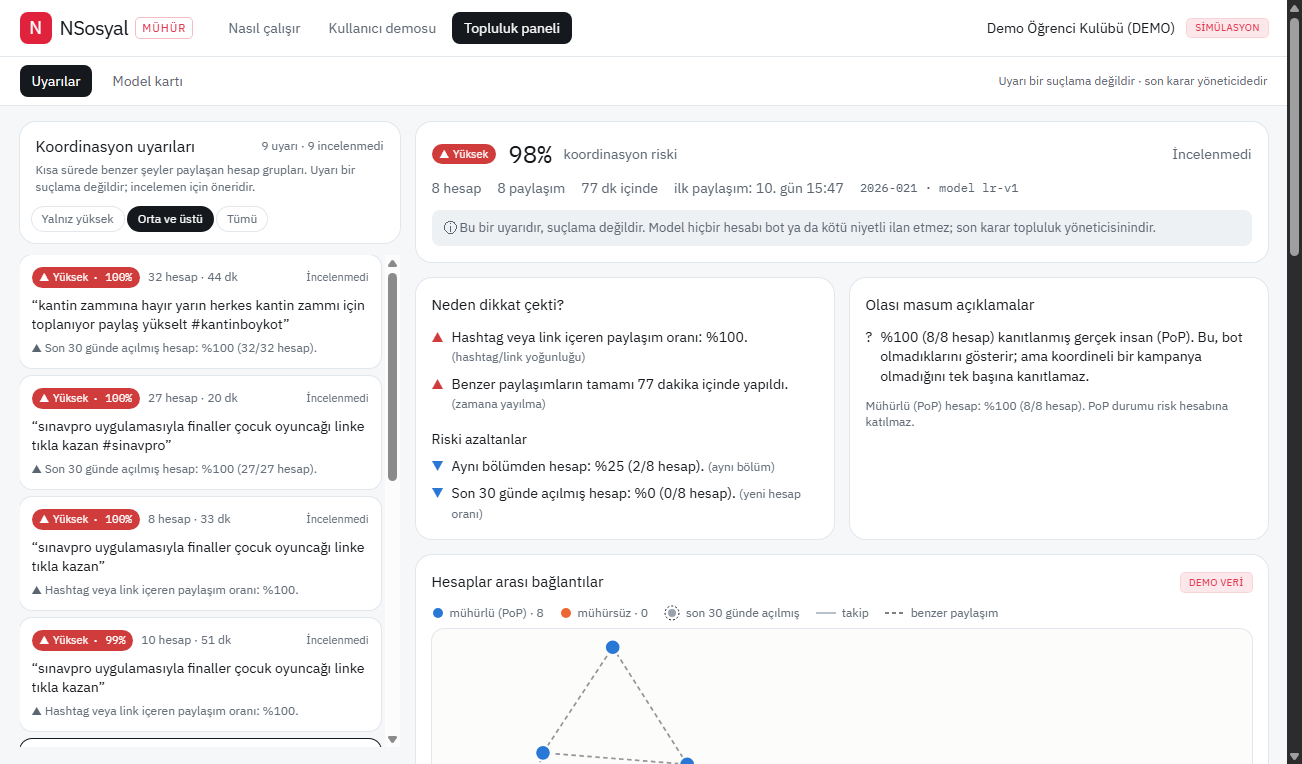 N NSosyal MÜHÜR Nasıl çalışır Kullanıcı demosu Topluluk paneli Demo Öğrenci Kulübü (DEMO) SİMÜLASYON
Uyarılar Model kartı Uyarı bir suçlama değildir · son karar yöneticidedir
Koordinasyon uyarıları 9 uyarı · 9 incelenmedi
Kısa sürede benzer şeyler paylaşan hesap grupları. Uyarı bir
suçlama değildir; incelemen için öneridir.
Yalnız yüksek Orta ve üstü Tümü
▲ Yüksek · 100% 32 hesap · 44 dk İncelenmedi
“kantin zammına hayır yarın herkes kantin zammı için
toplanıyor paylaş yükselt #kantinboykot”
▲ Son 30 günde açılmış hesap: %100 (32/32 hesap).
▲ Yüksek · 100% 27 hesap · 20 dk İncelenmedi
“sınavpro uygulamasıyla finaller çocuk oyuncağı linke
tıkla kazan #sinavpro”
▲ Son 30 günde açılmış hesap: %100 (27/27 hesap).
▲ Yüksek · 100% 8 hesap · 33 dk İncelenmedi
“sınavpro uygulamasıyla finaller çocuk oyuncağı linke
tıkla kazan”
▲ Hashtag veya link içeren paylaşım oranı: %100.
▲ Yüksek · 99% 10 hesap · 51 dk İncelenmedi
“sınavpro uygulamasıyla finaller çocuk oyuncağı linke
tıkla kazan”
▲ Hashtag veya link içeren paylaşım oranı: %100.
▲ Yüksek 98% koordinasyon riski İncelenmedi
8 hesap 8 paylaşım 77 dk içinde ilk paylaşım: 10. gün 15:47 2026-021 · model lr-v1
ⓘ Bu bir uyarıdır, suçlama değildir. Model hiçbir hesabı bot ya da kötü niyetli ilan etmez; son karar topluluk yöneticisinindir.
Neden dikkat çekti?
▲ Hashtag veya link içeren paylaşım oranı: %100.
(hashtag/link yoğunluğu)
▲ Benzer paylaşımların tamamı 77 dakika içinde yapıldı.
(zamana yayılma)
Riski azaltanlar
▼ Aynı bölümden hesap: %25 (2/8 hesap). (aynı bölüm)
▼ Son 30 günde açılmış hesap: %0 (0/8 hesap). (yeni hesap
oranı)
Olası masum açıklamalar
? %100 (8/8 hesap) kanıtlanmış gerçek insan (PoP). Bu, bot
olmadıklarını gösterir; ama koordineli bir kampanya
olmadığını tek başına kanıtlamaz.
Mühürlü (PoP) hesap: %100 (8/8 hesap). PoP durumu risk hesabına
katılmaz.
Hesaplar arası bağlantılar DEMO VERİ
mühürlü (PoP) · 8 mühürsüz · 0 son 30 günde açılmış takip benzer paylaşım